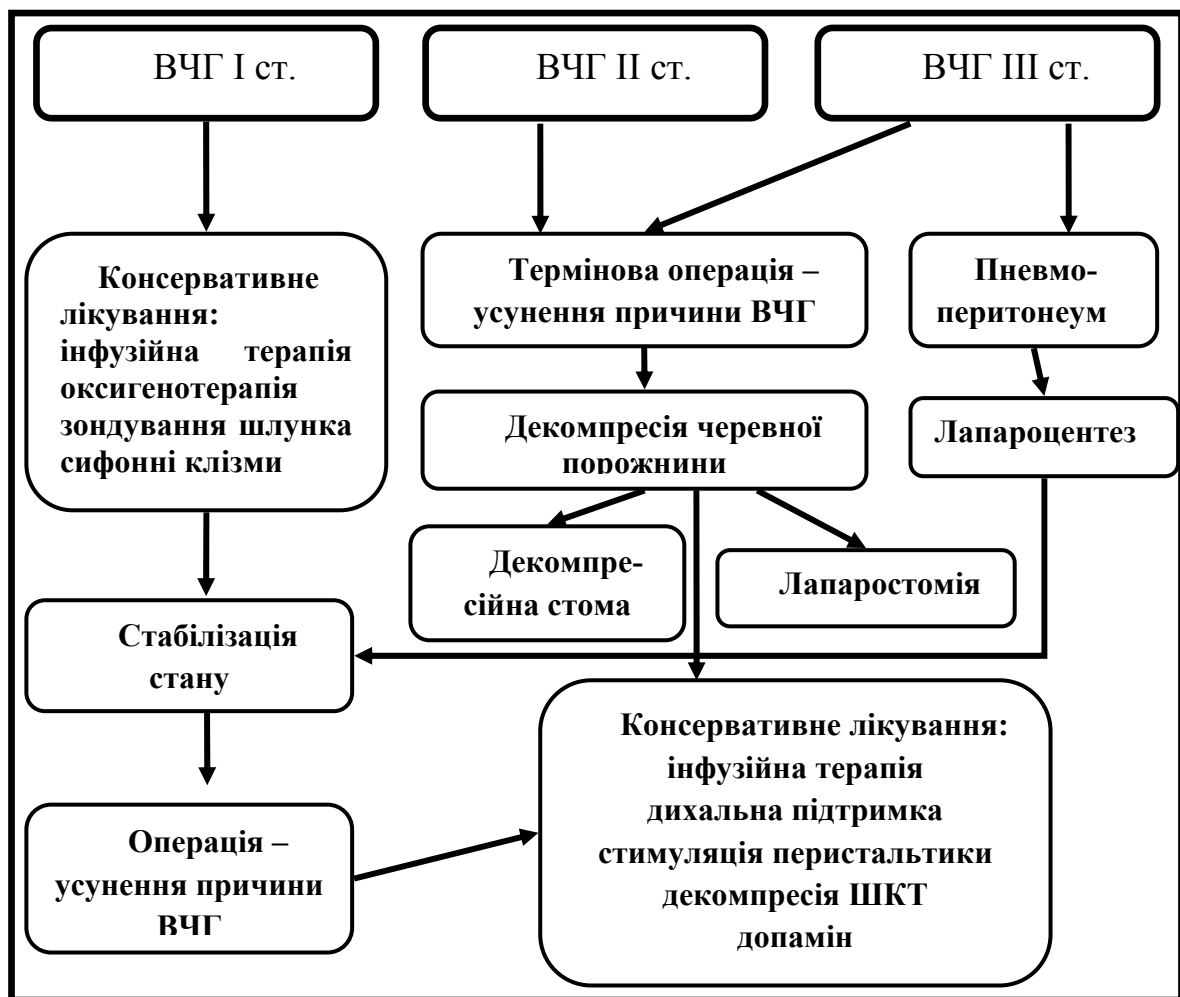 ВЧГ І ст.
ВЧГ ІІ ст.
ВЧГ ІІІ ст.
Консервативне
лікування:
інфузійна терапія
оксигенотерапія
зондування шлунка
сифонні клізми
Термінова операція –
усунення причини ВЧГ
Пневмо-
перитонеум
Декомпресія черевної
порожнини
Лапароцентез
Декомпре-
сійна стома
Лапаростомія
Стабілізація
стану
Консервативне лікування:
інфузійна терапія
дихальна підтримка
стимуляція перистальтики
декомпресія ШКТ
допамін
Операція –
усунення причини
ВЧГ